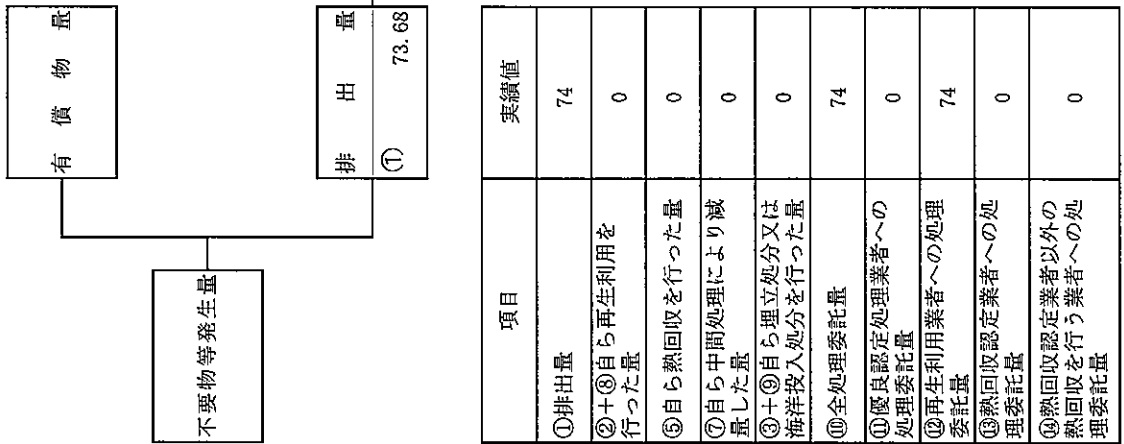 有償物量
不要物等発生量
排出量
① 73.68
項目 実績値
①排出量 74
②+⑧自ら再生利用を
行った量 0
⑤自ら熱回収を行った量 0
⑦自ら中間処理により減
量した量 0
③+⑨自ら埋立処分又は
海洋投入処分を行った量 0
⑩全処理委託量 74
⑪優良認定処理業者への
処理委託量 0
⑫再生利用業者への処理
委託量 74
⑬熱回収認定業者への処
理委託量 0
⑭熱回収認定業者以外の
熱回収を行う業者への処
理委託量 0